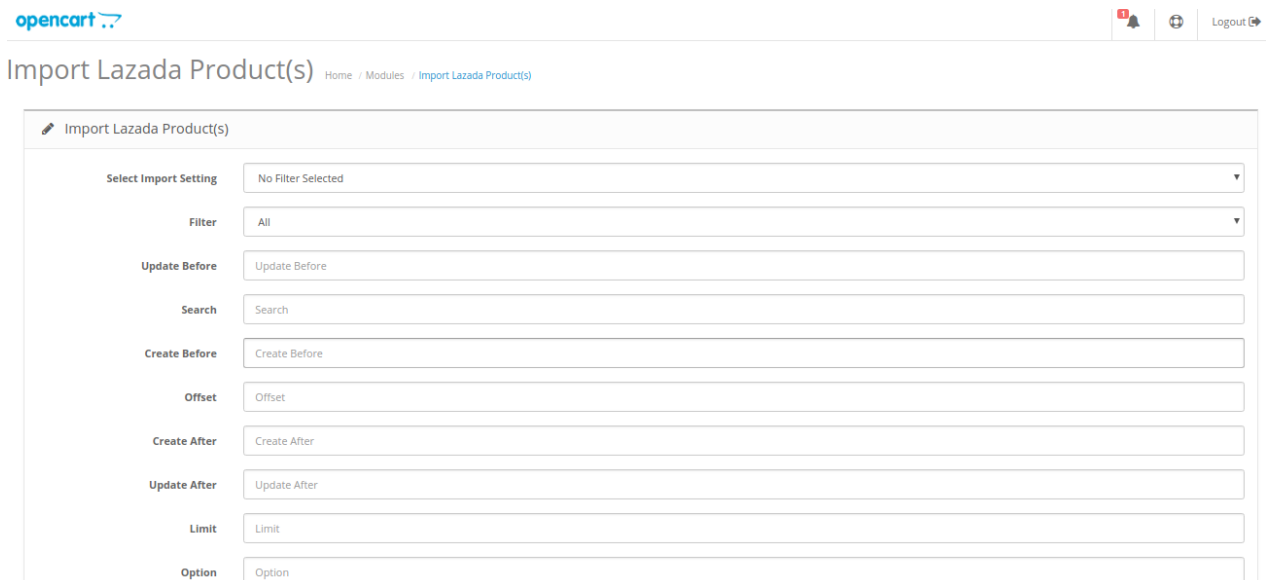 opencart
1
Logout
Import Lazada Product(s) Home / Modules / Import Lazada Product(s)
Import Lazada Product(s)
Select Import Setting No Filter Selected
Filter All
Update Before Update Before
Search Search
Create Before Create Before
Offset Offset
Create After Create After
Update After Update After
Limit Limit
Option Option